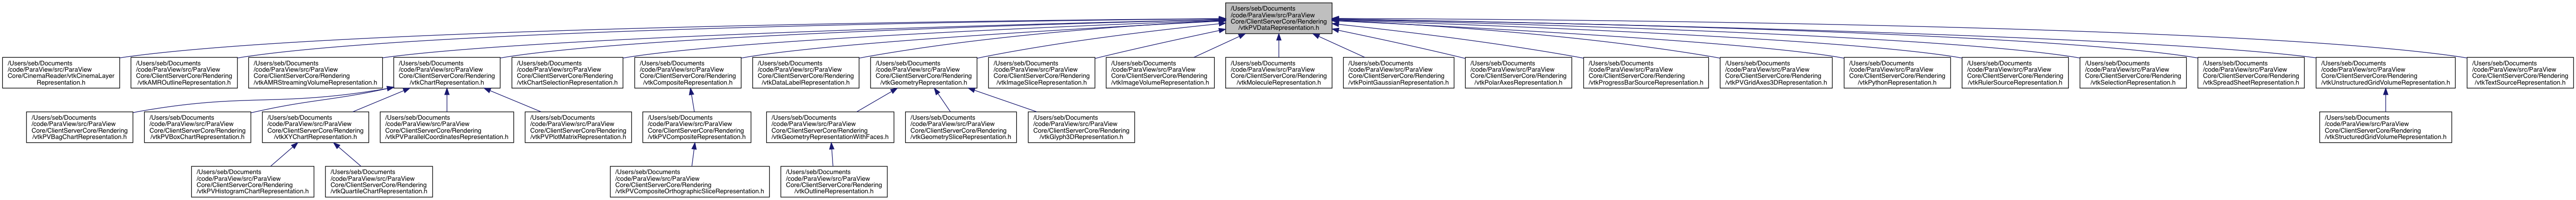 /Users/seb/Documents
/code/ParaView/src/ParaView
Core/ClientServerCore/Rendering
/vtkPVDataRepresentation.h
/Users/seb/Documents
/code/ParaView/src/ParaView
Core/CinemaReader/vtkCinemaLayer
Representation.h
/Users/seb/Documents
/code/ParaView/src/ParaView
Core/ClientServerCore/Rendering
/vtkAMROutlineRepresentation.h
/Users/seb/Documents
/code/ParaView/src/ParaView
Core/ClientServerCore/Rendering
/vtkAMRStreamingVolumeRepresentation.h
/Users/seb/Documents
/code/ParaView/src/ParaView
Core/ClientServerCore/Rendering
/vtkChartRepresentation.h
/Users/seb/Documents
/code/ParaView/src/ParaView
Core/ClientServerCore/Rendering
/vtkChartSelectionRepresentation.h
/Users/seb/Documents
/code/ParaView/src/ParaView
Core/ClientServerCore/Rendering
/vtkCompositeRepresentation.h
/Users/seb/Documents
/code/ParaView/src/ParaView
Core/ClientServerCore/Rendering
/vtkDataLabelRepresentation.h
/Users/seb/Documents
/code/ParaView/src/ParaView
Core/ClientServerCore/Rendering
/vtkGeometryRepresentation.h
/Users/seb/Documents
/code/ParaView/src/ParaView
Core/ClientServerCore/Rendering
/vtkImageSliceRepresentation.h
/Users/seb/Documents
/code/ParaView/src/ParaView
Core/ClientServerCore/Rendering
/vtkImageVolumeRepresentation.h
/Users/seb/Documents
/code/ParaView/src/ParaView
Core/ClientServerCore/Rendering
/vtkMoleculeRepresentation.h
/Users/seb/Documents
/code/ParaView/src/ParaView
Core/ClientServerCore/Rendering
/vtkPointGaussianRepresentation.h
/Users/seb/Documents
/code/ParaView/src/ParaView
Core/ClientServerCore/Rendering
/vtkPolarAxesRepresentation.h
/Users/seb/Documents
/code/ParaView/src/ParaView
Core/ClientServerCore/Rendering
/vtkProgressBarSourceRepresentation.h
/Users/seb/Documents
/code/ParaView/src/ParaView
Core/ClientServerCore/Rendering
/vtkPVGridAxes3DRepresentation.h
/Users/seb/Documents
/code/ParaView/src/ParaView
Core/ClientServerCore/Rendering
/vtkPythonRepresentation.h
/Users/seb/Documents
/code/ParaView/src/ParaView
Core/ClientServerCore/Rendering
/vtkRulerSourceRepresentation.h
/Users/seb/Documents
/code/ParaView/src/ParaView
Core/ClientServerCore/Rendering
/vtkSelectionRepresentation.h
/Users/seb/Documents
/code/ParaView/src/ParaView
Core/ClientServerCore/Rendering
/vtkSpreadSheetRepresentation.h
/Users/seb/Documents
/code/ParaView/src/ParaView
Core/ClientServerCore/Rendering
/vtkUnstructuredGridVolumeRepresentation.h
/Users/seb/Documents
/code/ParaView/src/ParaView
Core/ClientServerCore/Rendering
/vtkTextSourceRepresentation.h
/Users/seb/Documents
/code/ParaView/src/ParaView
Core/ClientServerCore/Rendering
/vtkPVBagChartRepresentation.h
/Users/seb/Documents
/code/ParaView/src/ParaView
Core/ClientServerCore/Rendering
/vtkPVBoxChartRepresentation.h
/Users/seb/Documents
/code/ParaView/src/ParaView
Core/ClientServerCore/Rendering
/vtkXYChartRepresentation.h
/Users/seb/Documents
/code/ParaView/src/ParaView
Core/ClientServerCore/Rendering
/vtkPVParallelCoordinatesRepresentation.h
/Users/seb/Documents
/code/ParaView/src/ParaView
Core/ClientServerCore/Rendering
/vtkPVPlotMatrixRepresentation.h
/Users/seb/Documents
/code/ParaView/src/ParaView
Core/ClientServerCore/Rendering
/vtkPVCompositeRepresentation.h
/Users/seb/Documents
/code/ParaView/src/ParaView
Core/ClientServerCore/Rendering
/vtkGeometryRepresentationWithFaces.h
/Users/seb/Documents
/code/ParaView/src/ParaView
Core/ClientServerCore/Rendering
/vtkGeometrySliceRepresentation.h
/Users/seb/Documents
/code/ParaView/src/ParaView
Core/ClientServerCore/Rendering
/vtkGlyph3DRepresentation.h
/Users/seb/Documents
/code/ParaView/src/ParaView
Core/ClientServerCore/Rendering
/vtkStructuredGridVolumeRepresentation.h
/Users/seb/Documents
/code/ParaView/src/ParaView
Core/ClientServerCore/Rendering
/vtkPVHistogramChartRepresentation.h
/Users/seb/Documents
/code/ParaView/src/ParaView
Core/ClientServerCore/Rendering
/vtkQuartileChartRepresentation.h
/Users/seb/Documents
/code/ParaView/src/ParaView
Core/ClientServerCore/Rendering
/vtkPVCompositeOrthographicSliceRepresentation.h
/Users/seb/Documents
/code/ParaView/src/ParaView
Core/ClientServerCore/Rendering
/vtkOutlineRepresentation.h